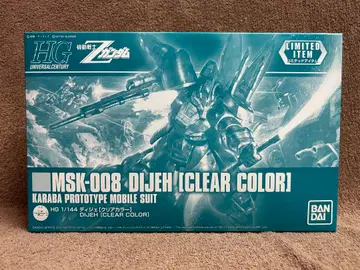 HG
UNIVERSAL CENTURY
機動戦士
Zガンダム
LIMITED
ITEM
MSK-008 DIJEH [CLEAR COLOR]
KARABA PROTOTYPE MOBILE SUIT
HG 1/144 ディジェ[クリアカラー]
DIJEH [CLEAR COLOR]
BAN
DAI